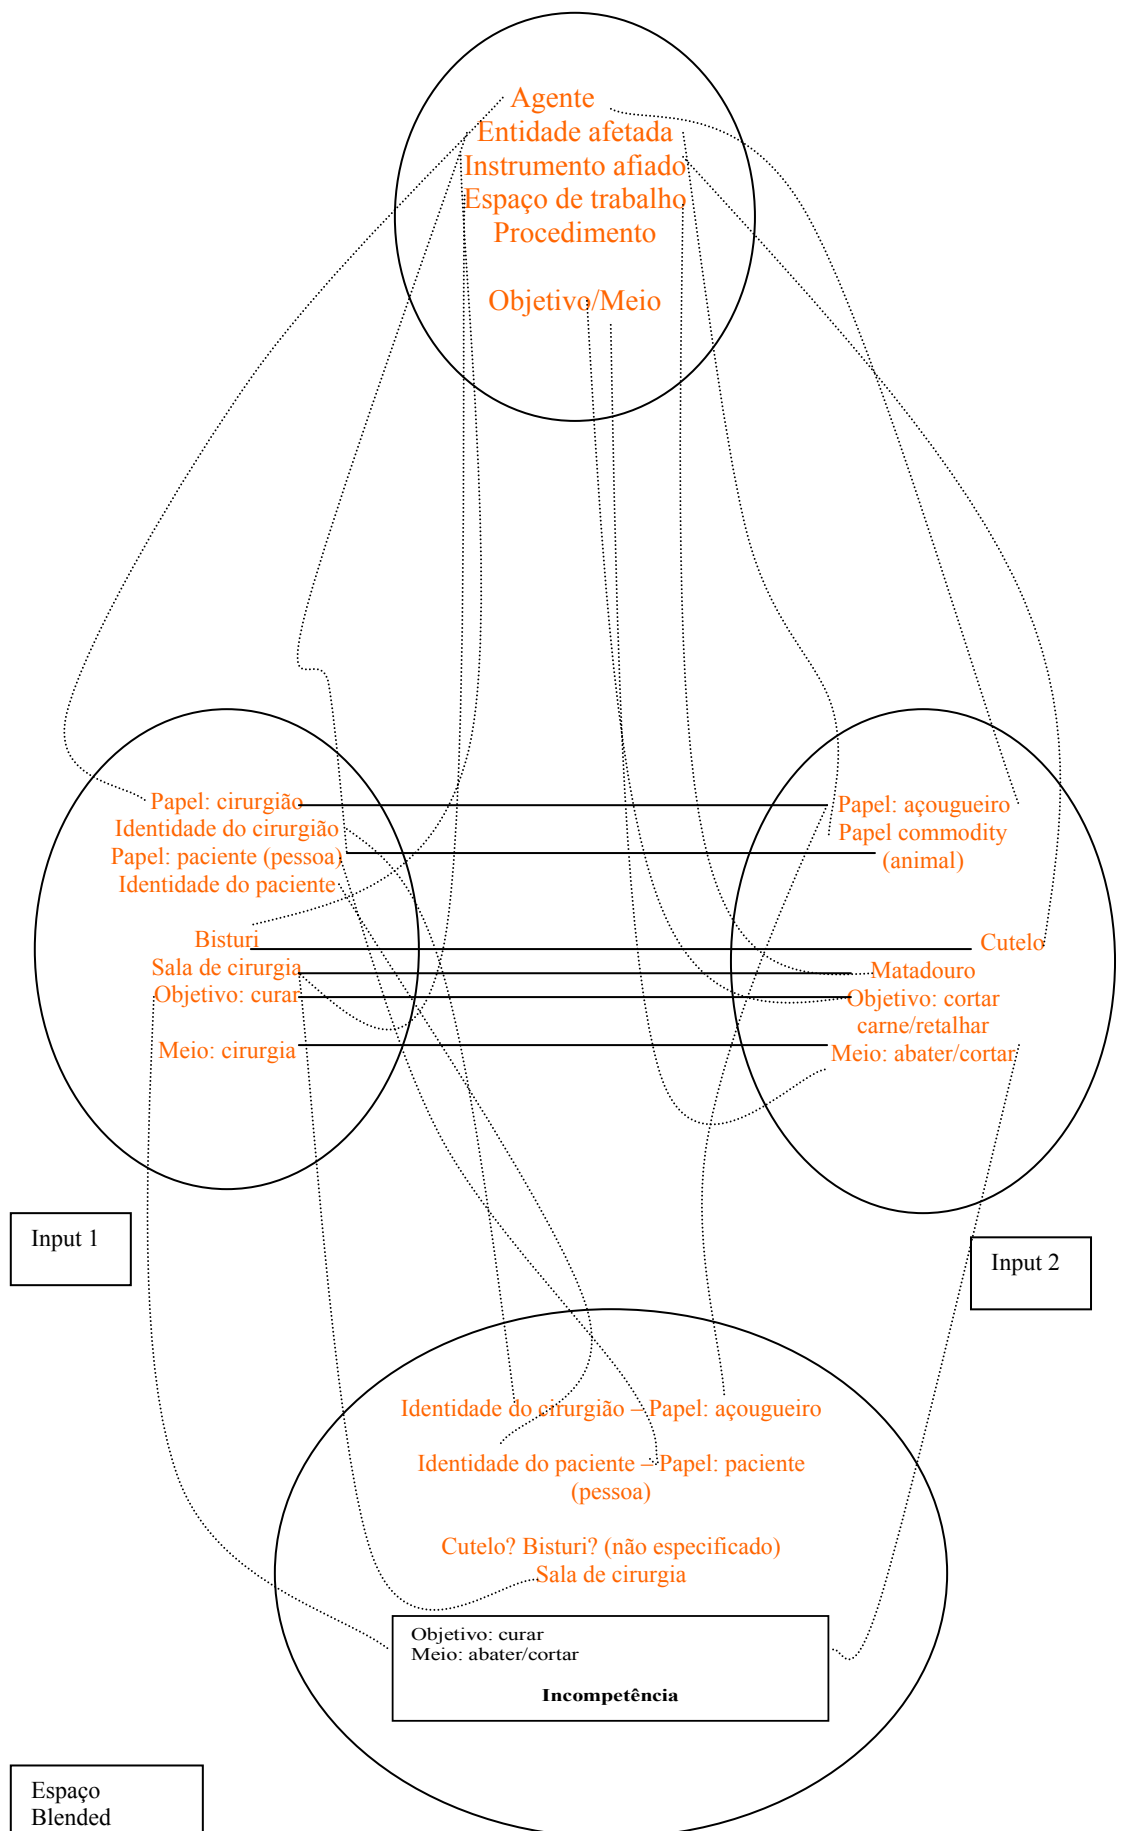 Agente
Entidade afetada
Instrumento afiado
Espaço de trabalho
Procedimento
Objetivo/Meio
Papel: cirurgião
Identidade do cirurgião
Papel: paciente (pessoa)
Identidade do paciente
Bisturi
Sala de cirurgia
Objetivo: curar
Meio: cirurgia
Papel: açougueiro
Papel commodity
(animal)
Cutelo
Matadouro
Objetivo: cortar
carne/retalhar
Meio: abater/cortar
Input 1
Input 2
Identidade do cirurgião – Papel: açougueiro
Identidade do paciente – Papel: paciente
(pessoa)
Cutelo? Bisturi? (não especificado)
Sala de cirurgia
Objetivo: curar
Meio: abater/cortar
Incompetência
Espaço
Blended